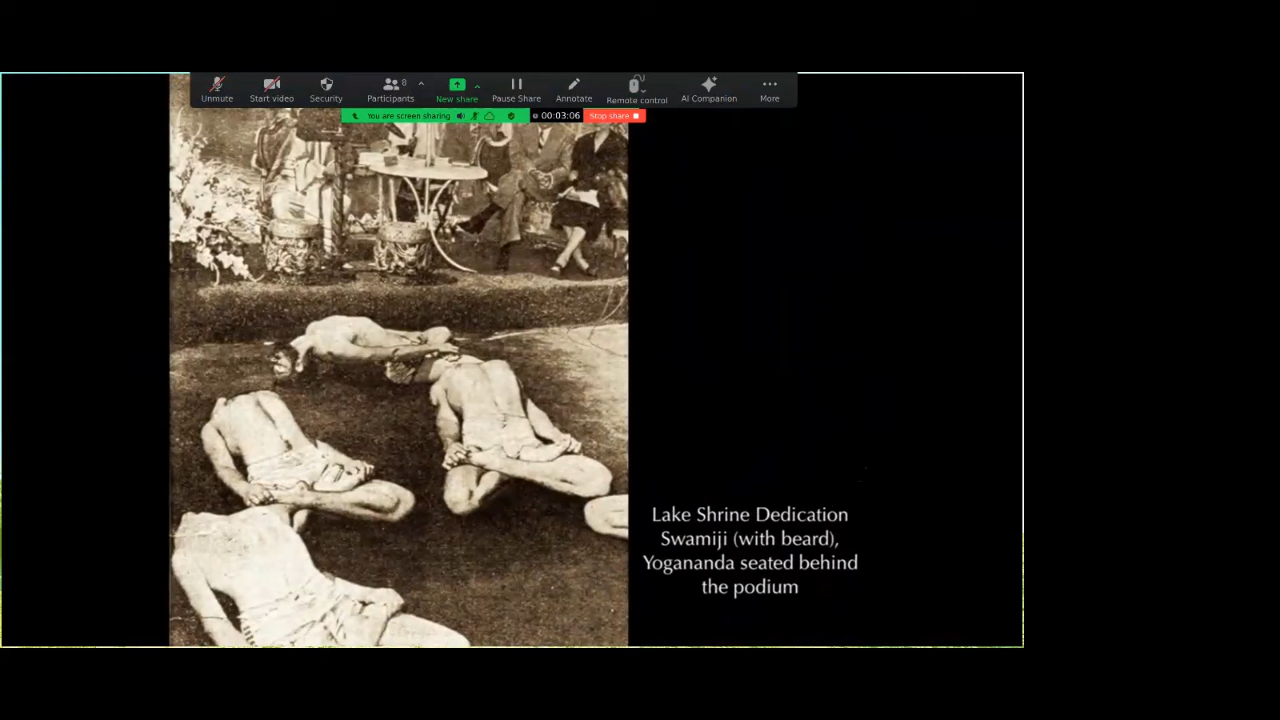 Unmute
Start video
Security
Participants
8
New share
Pause Share
Annotate
Remote control
AI Companion
More
You are screen sharing
00:03:06
Stop share
Lake Shrine Dedication
Swamiji (with beard),
Yogananda seated behind
the podium